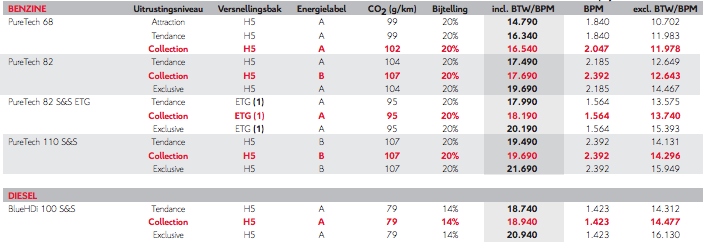 BENZINE Uitrustingsniveau Versnellingsbak Energielabel CO2 (g/km) Bijtelling incl. BTW/BPM BPM excl. BTW/BPM
PureTech 68 Attraction H5 A 99 20% 14.790 1.840 10.702
Tendance H5 A 99 20% 16.340 1.840 11.983
Collection H5 A 102 20% 16.540 2.047 11.978
PureTech 82 Tendance H5 A 104 20% 17.490 2.185 12.649
Collection H5 B 107 20% 17.690 2.392 12.643
Exclusive H5 A 104 20% 19.690 2.185 14.467
PureTech 82 S&S ETG Tendance ETG (1) A 95 20% 17.990 1.564 13.575
Collection ETG (1) A 95 20% 18.190 1.564 13.740
Exclusive ETG (1) A 95 20% 20.190 1.564 15.393
PureTech 110 S&S Tendance H5 B 107 20% 19.490 2.392 14.131
Collection H5 B 107 20% 19.690 2.392 14.296
Exclusive H5 B 107 20% 21.690 2.392 15.949
DIESEL
BlueHDi 100 S&S Tendance H5 A 79 14% 18.740 1.423 14.312
Collection H5 A 79 14% 18.940 1.423 14.477
Exclusive H5 A 79 14% 20.940 1.423 16.130